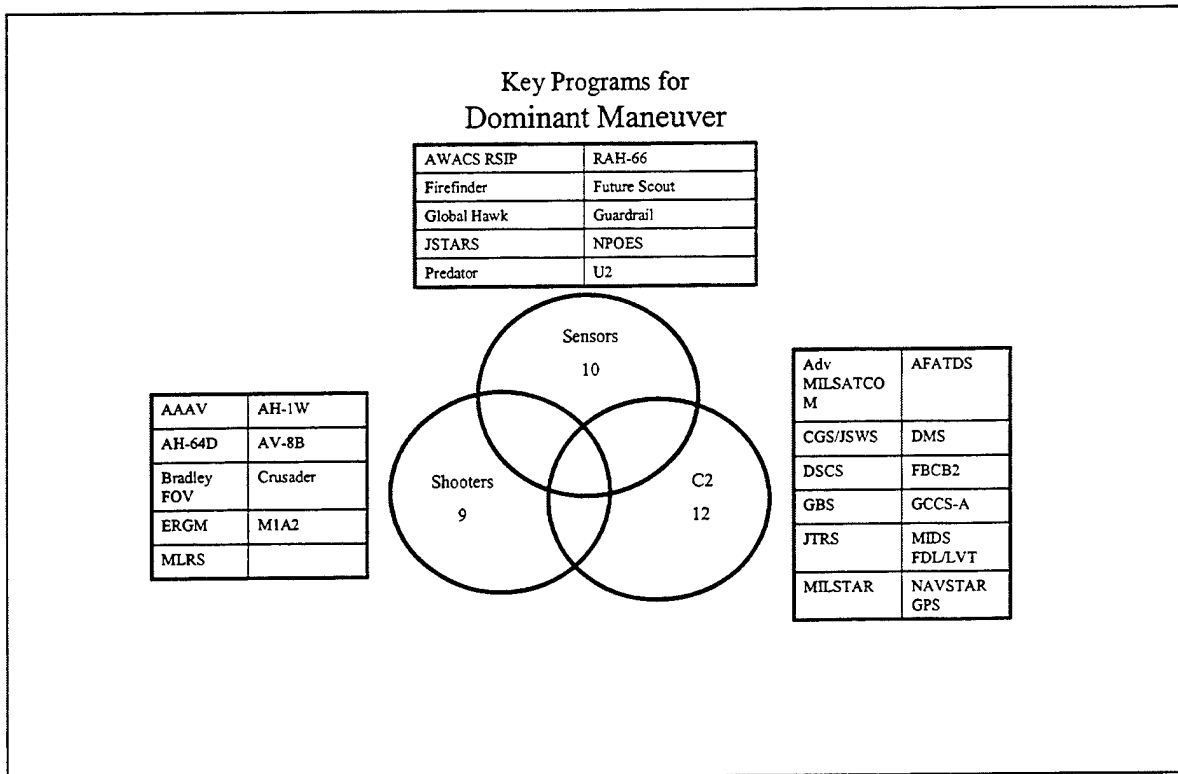 Key Programs for
Dominant Maneuver
AWACS RSIP RAH-66
Firefinder Future Scout
Global Hawk Guardrail
JSTARS NPOES
Predator U2
Sensors
10
Shooters
9
C2
12
AAAV AH-1W
AH-64D AV-8B
Bradley Crusader
FOV
ERGM M1A2
MLRS
Adv AFATDS
MILSATCO
M
CGS/JSWS DMS
DSCS FBCB2
GBS GCCS-A
JTRS MIDS
FDL/LVT
MILSTAR NAVSTAR
GPS